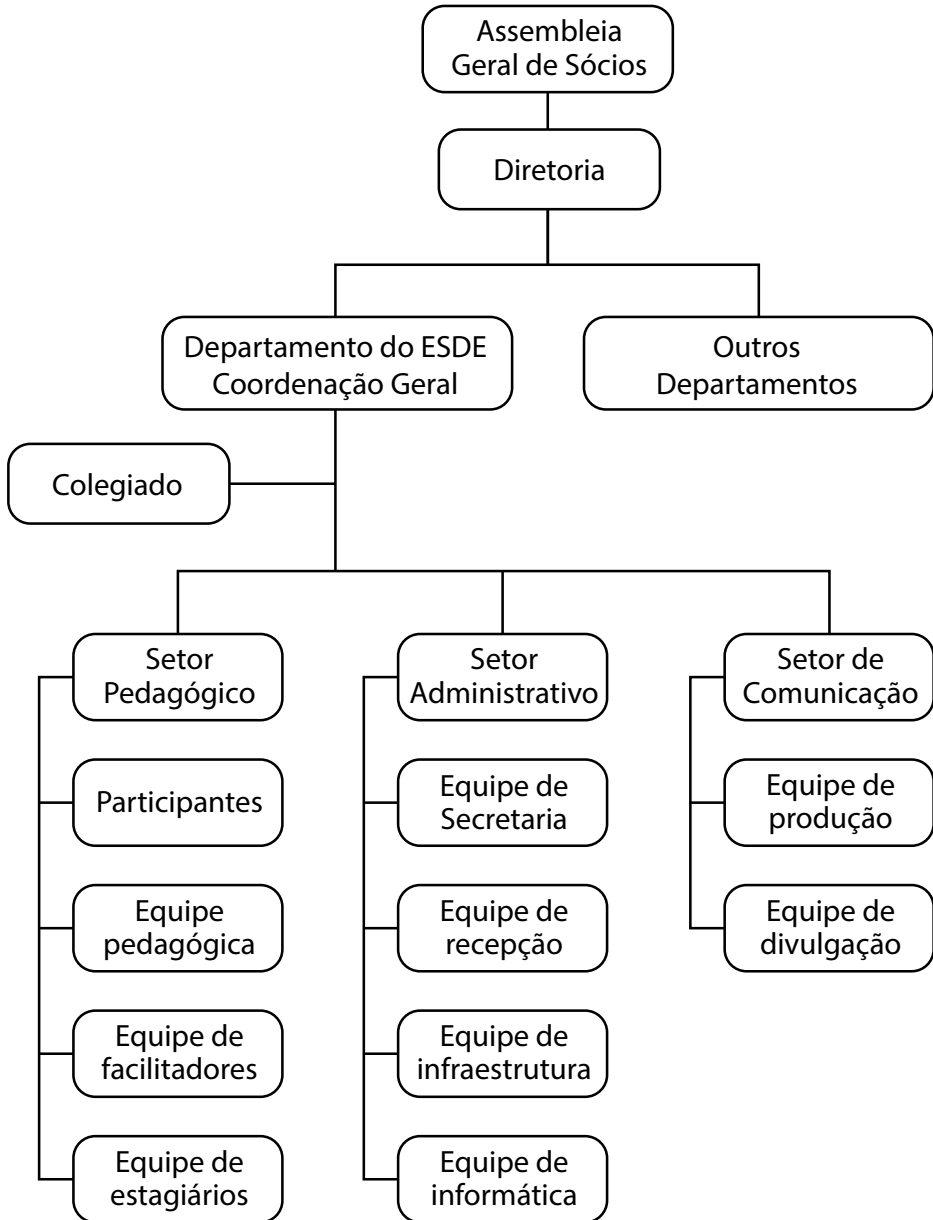 Assembleia
Geral de Sócios
Diretoria
Departamento do ESDE
Coordenação Geral
Outros
Departamentos
Colegiado
Setor
Pedagógico
Participantes
Equipe
pedagógica
Equipe de
facilitadores
Equipe de
estagiários
Setor
Administrativo
Equipe de
Secretaria
Equipe de
recepção
Equipe de
infraestrutura
Equipe de
informática
Setor de
Comunicação
Equipe de
produção
Equipe de
divulgação